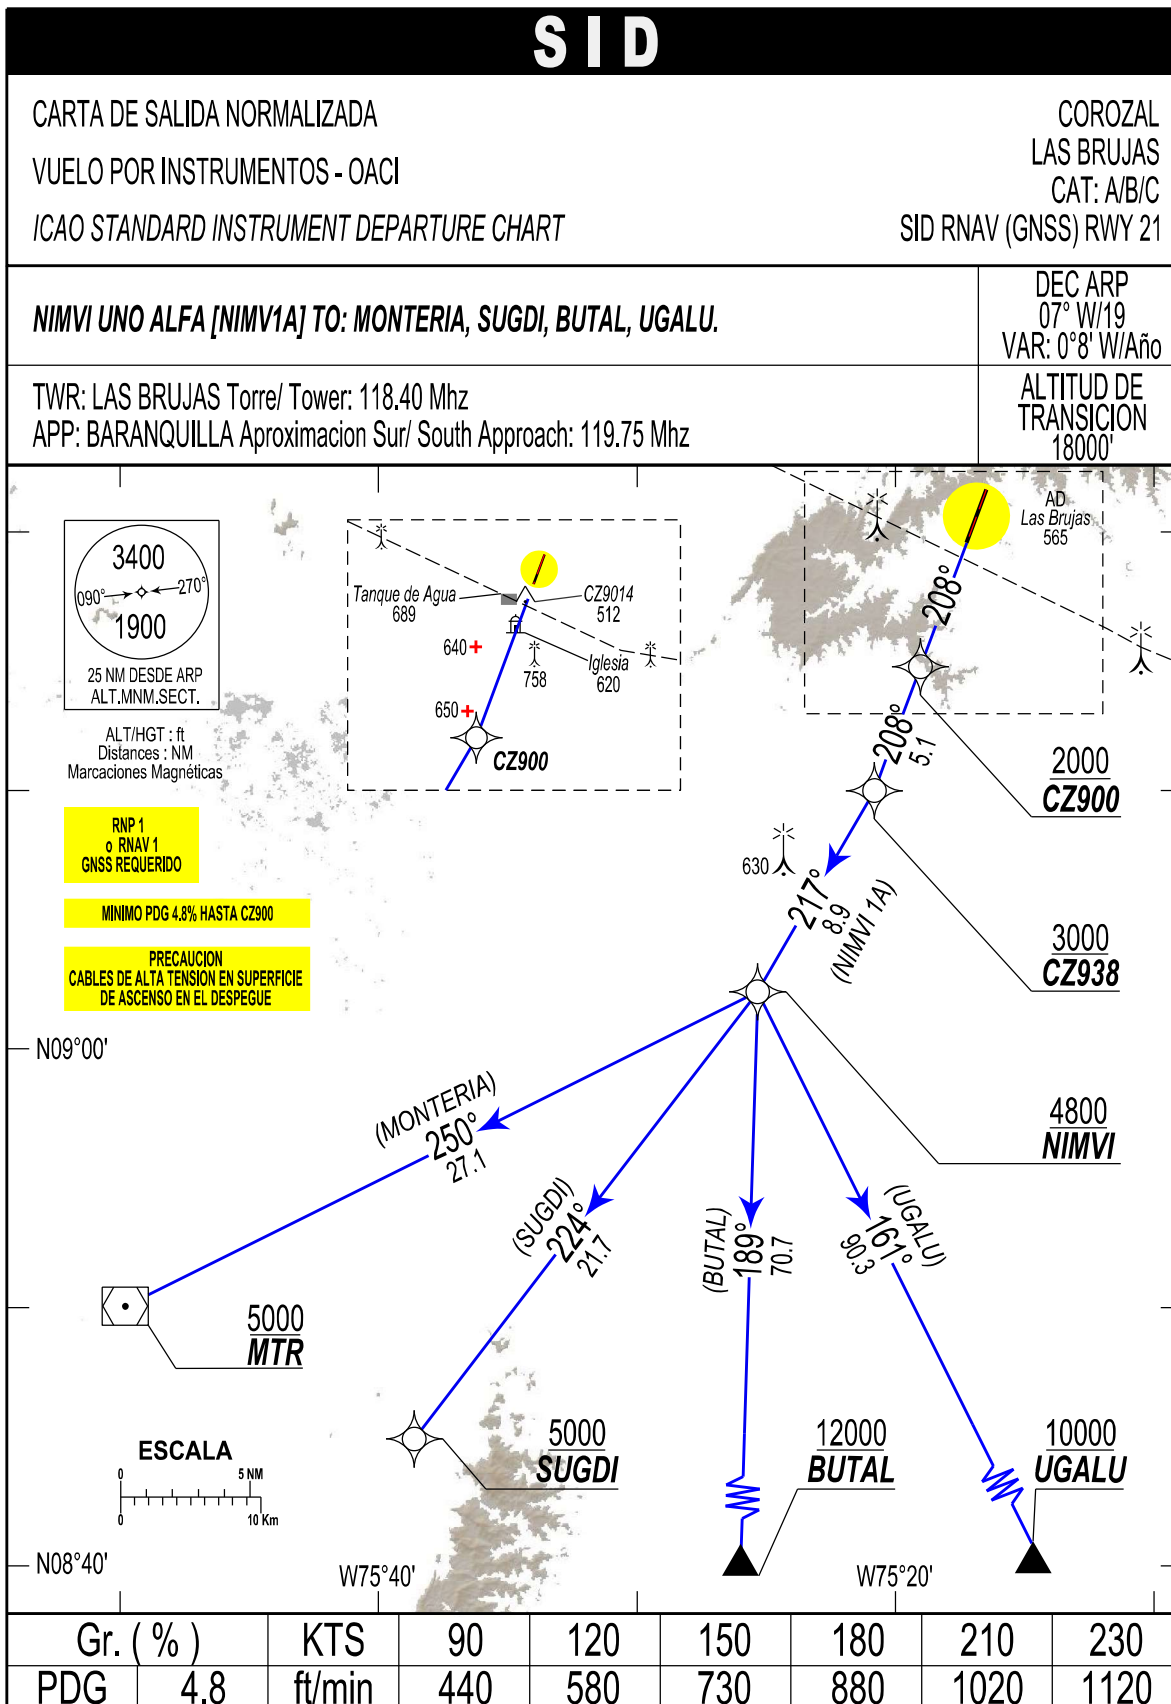 SID
CARTA DE SALIDA NORMALIZADA
VUELO POR INSTRUMENTOS - OACI
ICAO STANDARD INSTRUMENT DEPARTURE CHART
COROZAL
LAS BRUJAS
CAT: A/B/C
SID RNAV (GNSS) RWY 21
NIMVI UNO ALFA [NIMV1A] TO: MONTERIA, SUGDI, BUTAL, UGALU.
DEC ARP
07° W/19
VAR: 0°8' W/Año
TWR: LAS BRUJAS Torre/ Tower: 118.40 Mhz
APP: BARANQUILLA Aproximacion Sur/ South Approach: 119.75 Mhz
ALTITUD DE
TRANSICION
18000'
3400
090°
270°
1900
25 NM DESDE ARP
ALT.MNM.SECT.
ALT/HGT : ft
Distances : NM
Marcaciones Magnéticas
RNP 1
o RNAV 1
GNSS REQUERIDO
MINIMO PDG 4.8% HASTA CZ900
PRECAUCION
CABLES DE ALTA TENSION EN SUPERFICIE
DE ASCENSO EN EL DESPEGUE
Tanque de Agua
689
CZ9014
512
640
758
Iglesia
620
650
CZ900
AD
Las Brujas
565
208°
208°
5.1
2000
CZ900
630
217°
8.9
(NIMVI 1A)
3000
CZ938
N09°00'
4800
NIMVI
(MONTERIA)
250°
27.1
(SUGDI)
224°
21.7
(BUTAL)
189°
70.7
(UGALU)
161°
90.3
5000
MTR
5000
SUGDI
12000
BUTAL
10000
UGALU
ESCALA
0 5 NM
0 10 Km
N08°40'
W75°40'
W75°20'
Gr. ( % ) KTS 90 120 150 180 210 230
PDG 4.8 ft/min 440 580 730 880 1020 1120